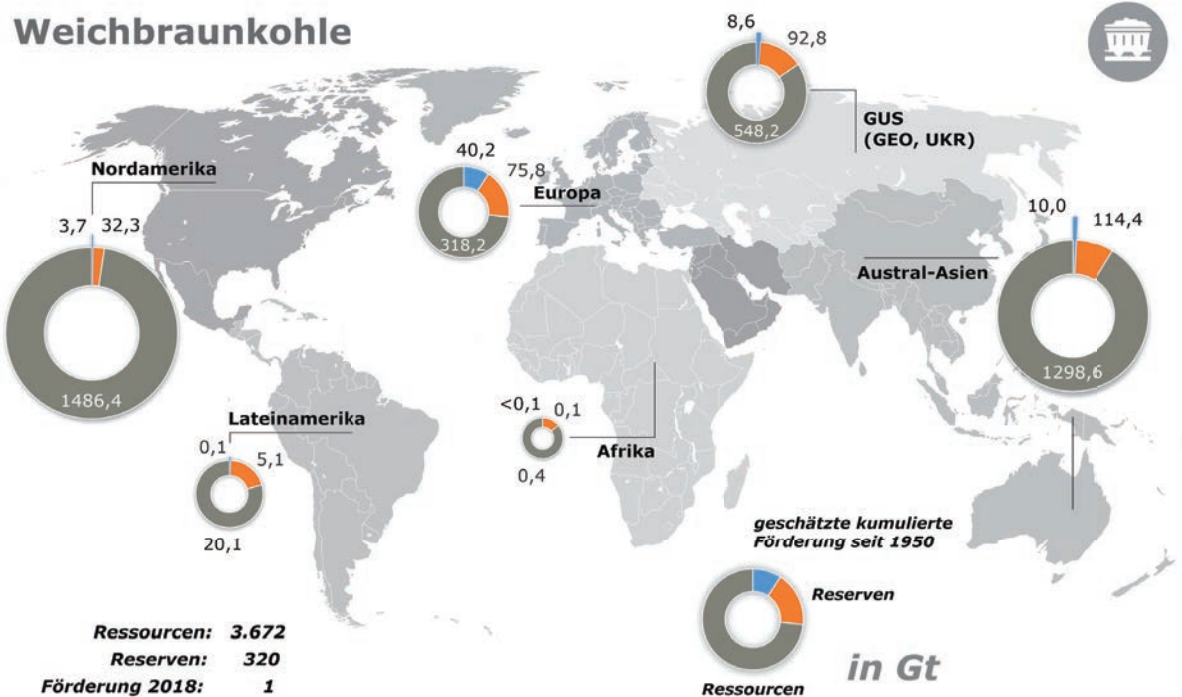 Weichbraunkohle
8,6
92,8
548,2
GUS
(GEO, UKR)
Nordamerika
3,7
32,3
1486,4
40,2
75,8
Europa
318,2
10,0
114,4
Austral-Asien
1298,6
Lateinamerika
0,1
5,1
20,1
<0,1
0,1
Afrika
0,4
geschätzte kumulierte
Förderung seit 1950
Reserven
Ressourcen
in Gt
Ressourcen: 3.672
Reserven: 320
Förderung 2018: 1